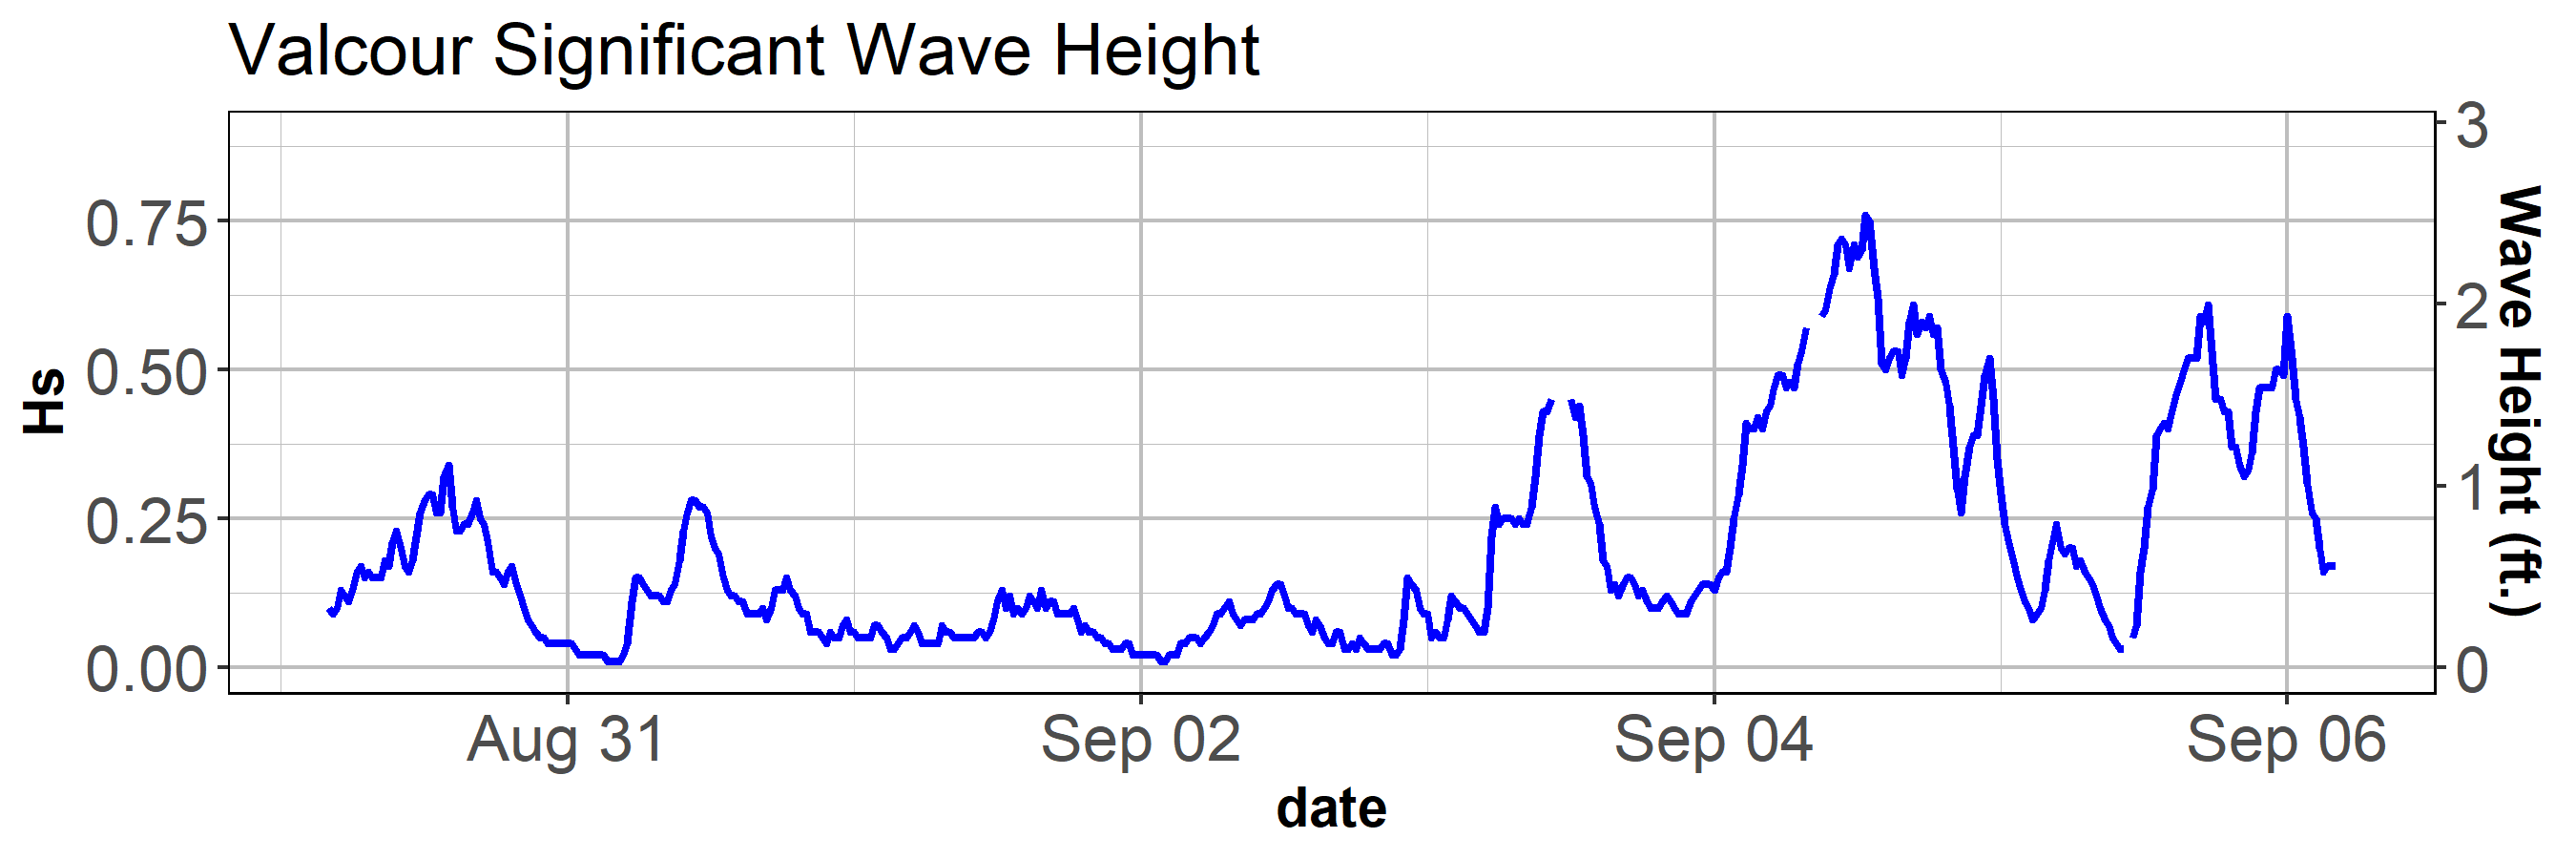 Valcour Significant Wave Height
Hs
0.75
0.50
0.25
0.00
3
2
1
0
Wave Height (ft.)
Aug 31
Sep 02
Sep 04
Sep 06
date